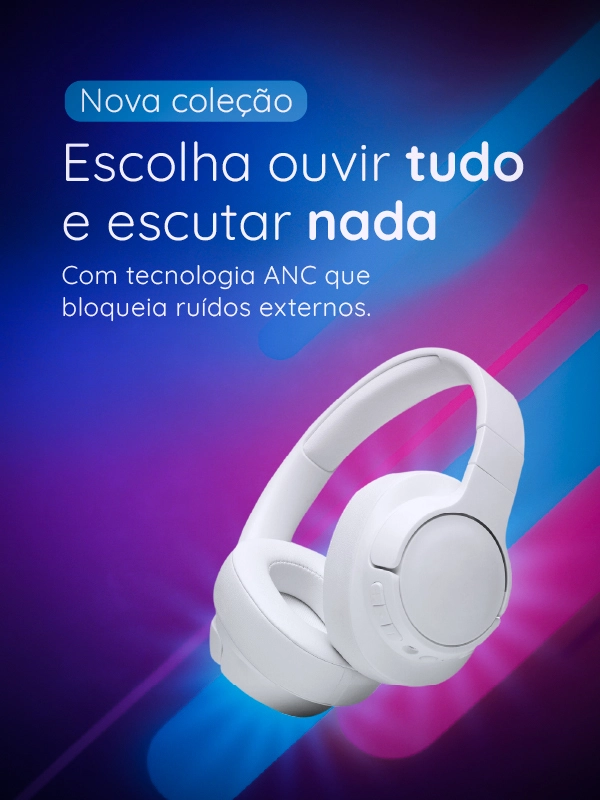 Nova coleção
Escolha ouvir tudo
e escutar nada
Com tecnologia ANC que
bloqueia ruídos externos.